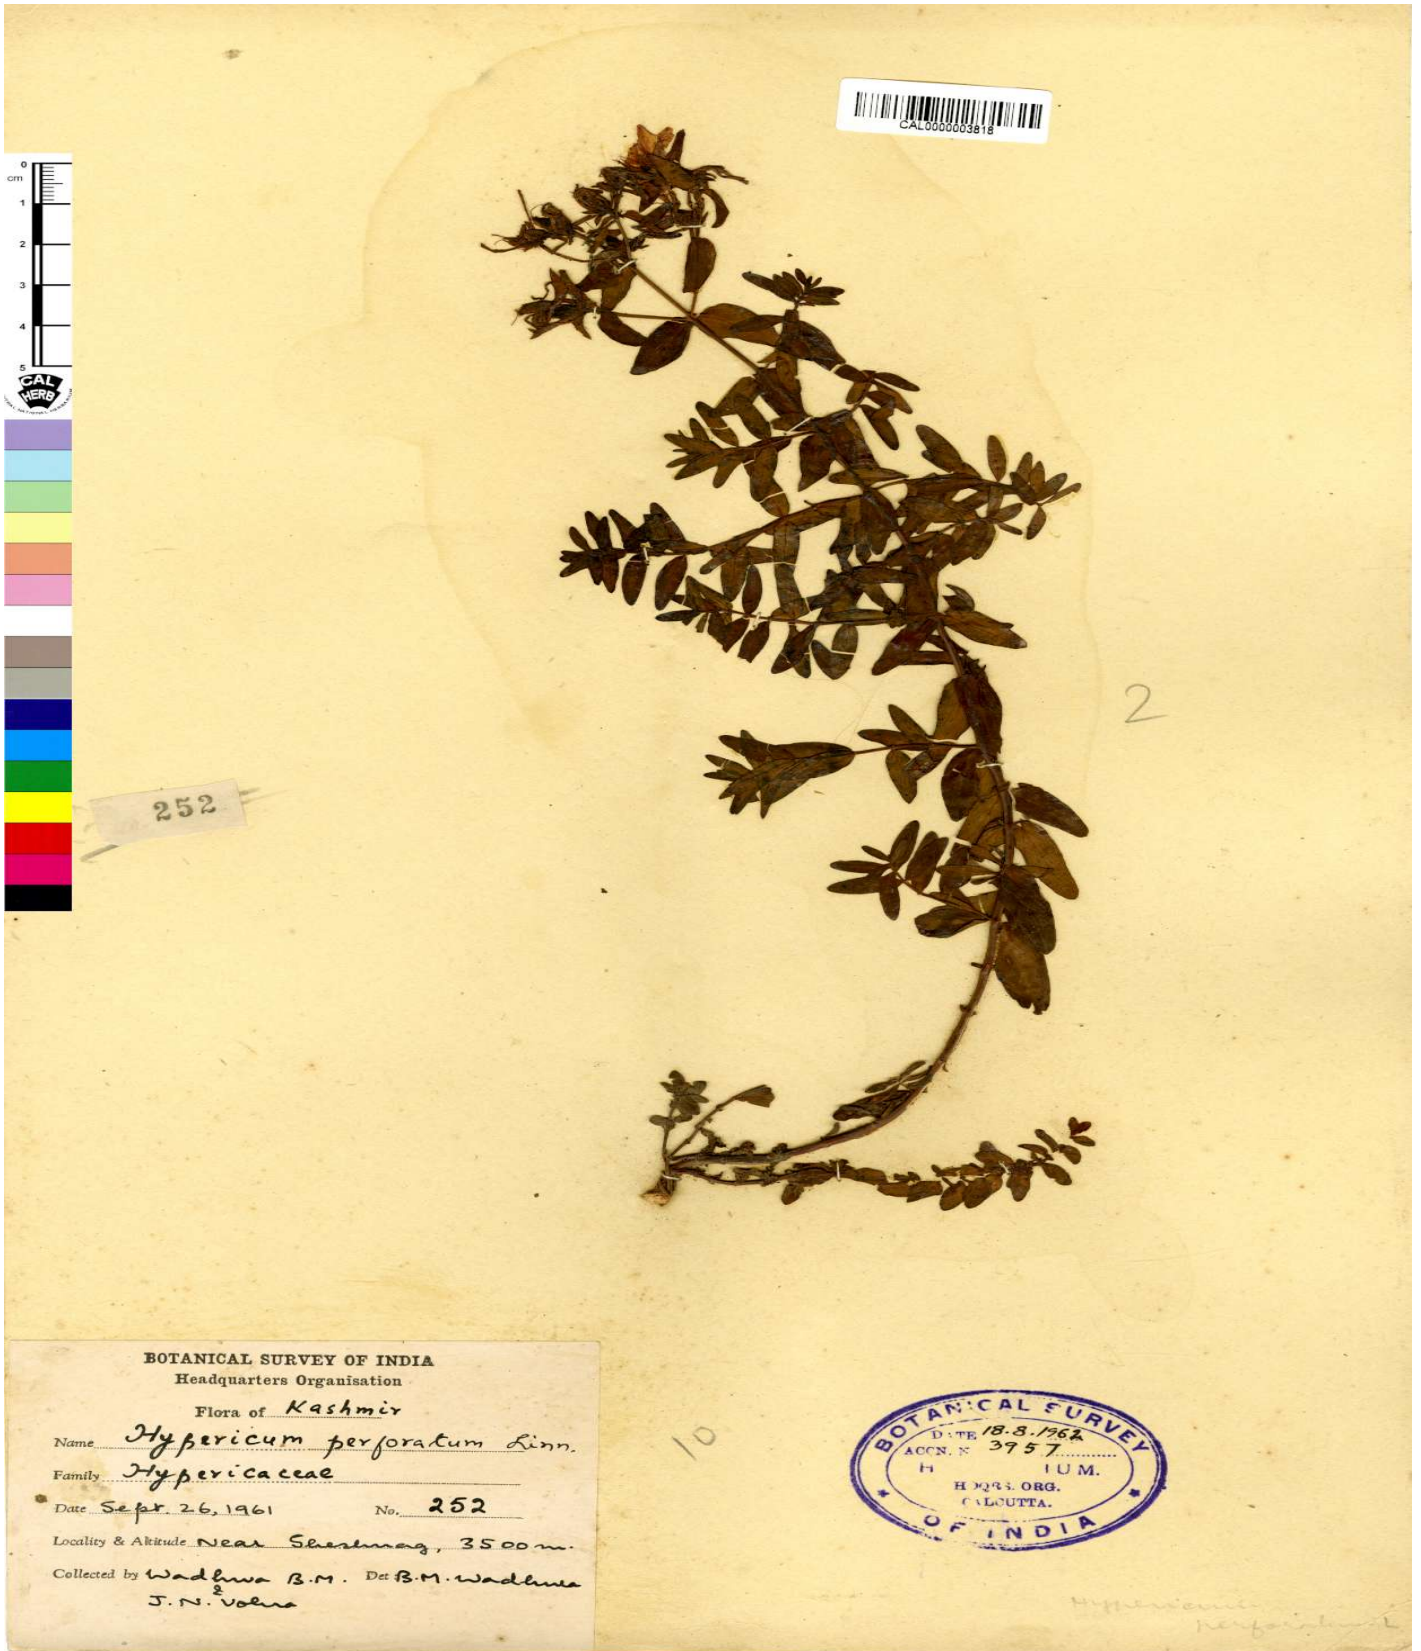 CAL0000003818
0
cm
1
2
3
4
5
CAL
HERB
2
252
BOTANICAL SURVEY OF INDIA
Headquarters Organisation
Flora of Kashmir
Name Hypericum perforatum Linn.
Family Hypericaceae
Date Sept. 26, 1961 No. 252
Locality & Altitude Near Sheshnag, 3500 m.
Collected by Wadhwa B.M. Det B.M. Wadhwa
& J. N. Vohra
10
BOTANICAL SURVEY
DATE 18.8.1962
ACCN. N 3957
H IUM.
HDQRS. ORG.
CALCUTTA.
OF INDIA
Hypericum
perforatum L